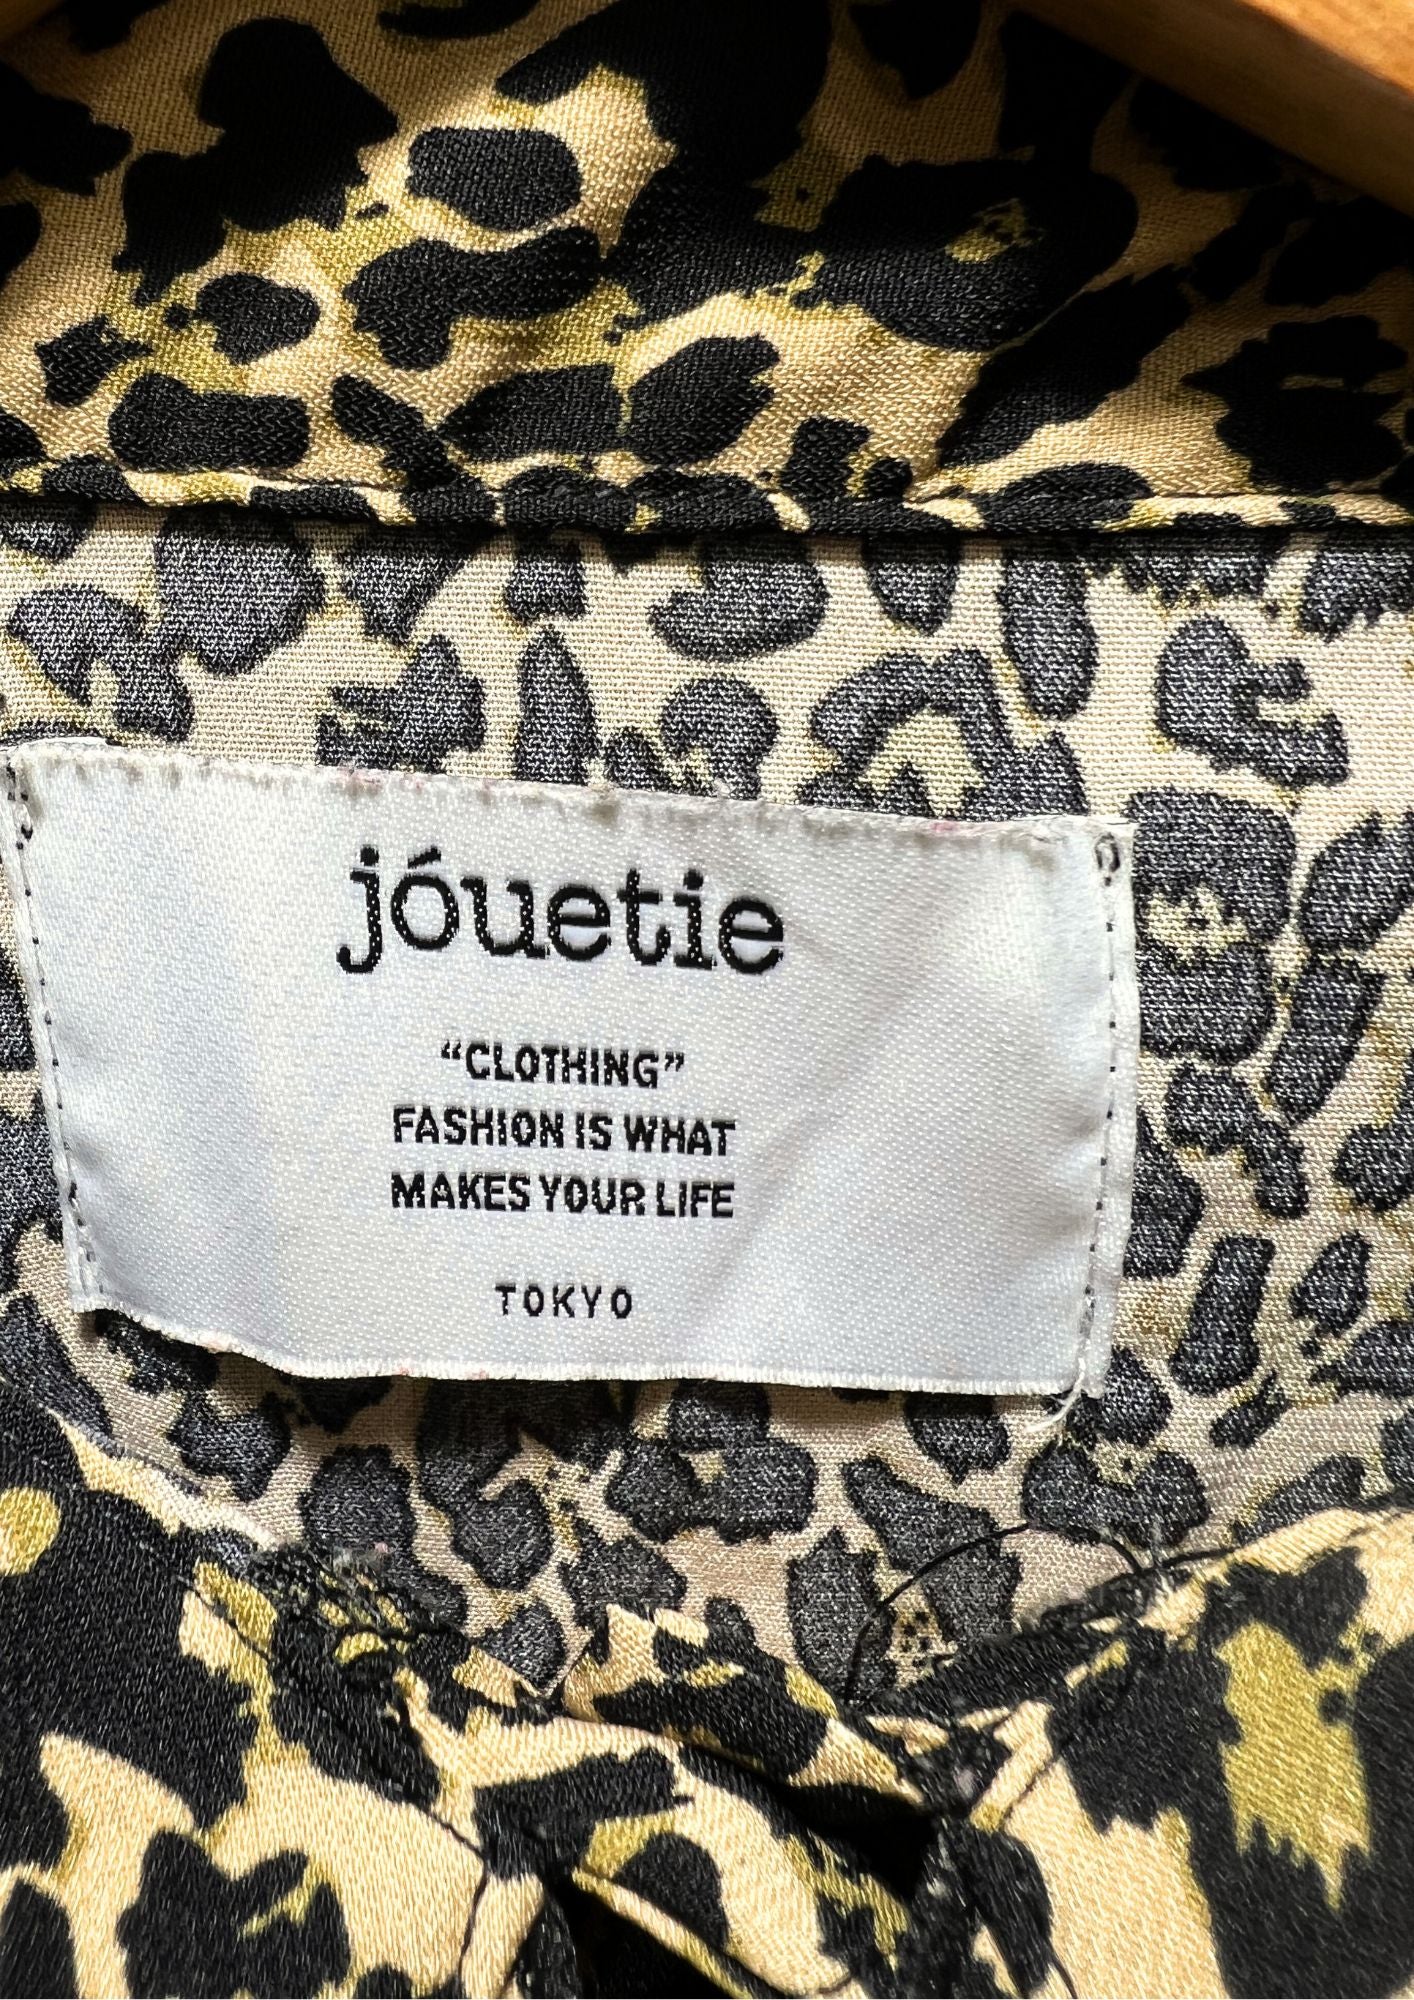 jóuetie
“CLOTHING”
FASHION IS WHAT
MAKES YOUR LIFE
TOKYO